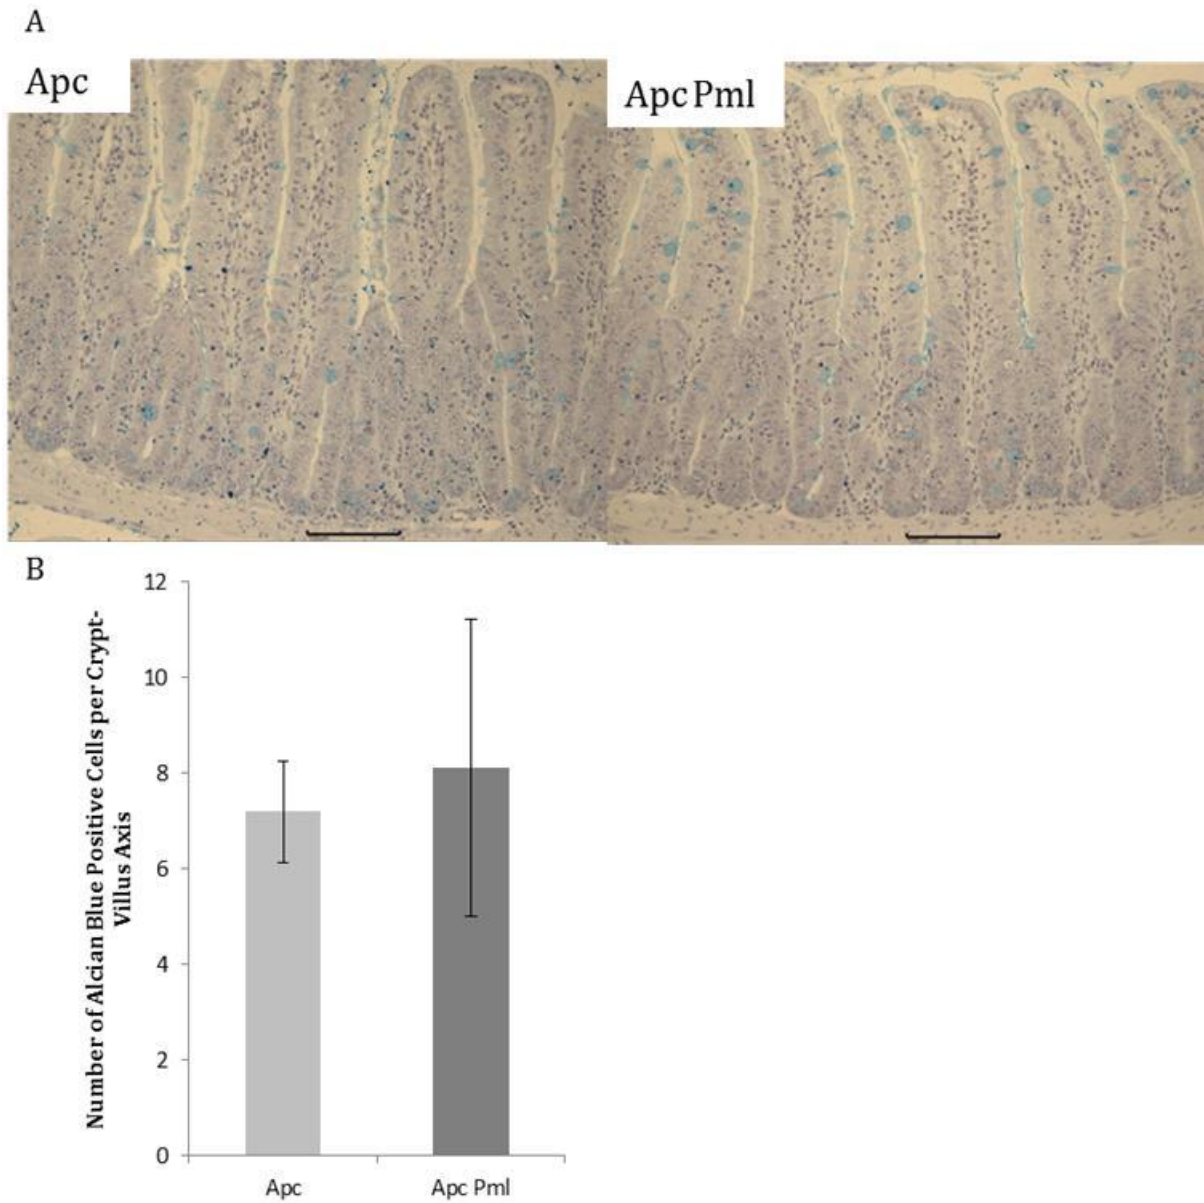 A
Apc
Apc Pml
B
Number of Alcian Blue Positive Cells per Crypt-
Villus Axis
12
10
8
6
4
2
0
Apc
Apc Pml